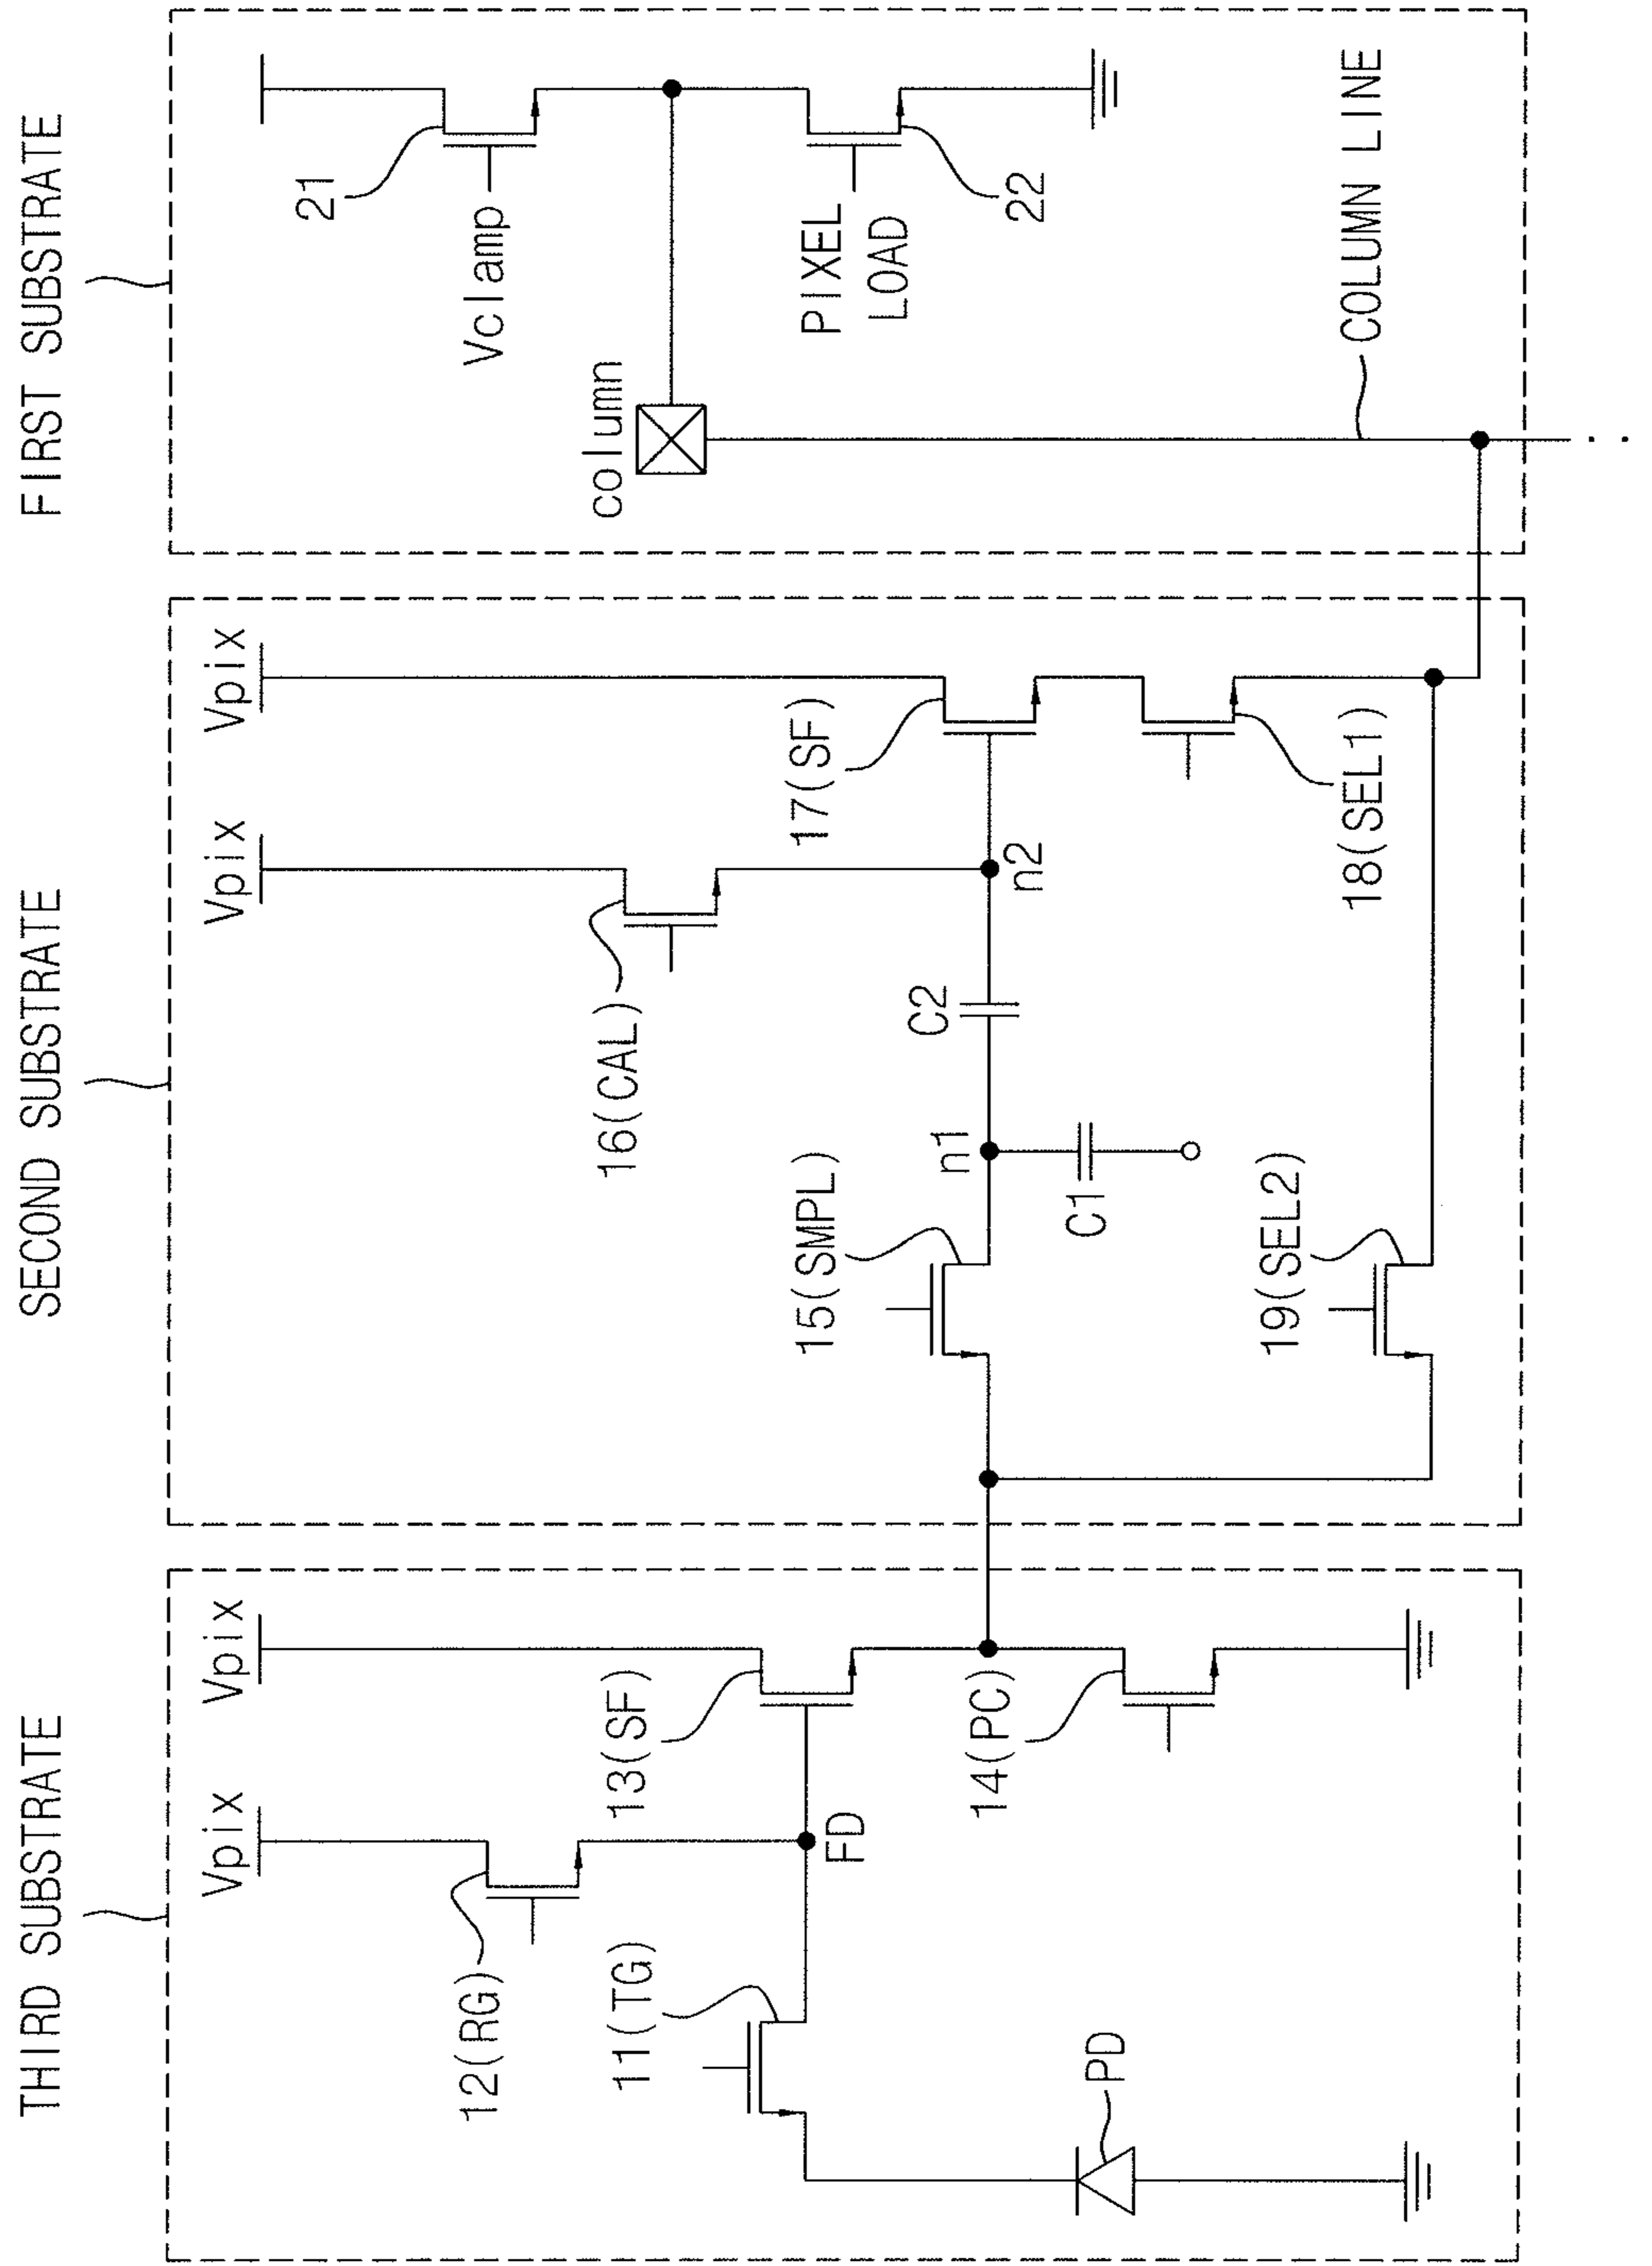 THIRD SUBSTRATE
SECOND SUBSTRATE
FIRST SUBSTRATE
Vpix
Vpix
12(RG)
13(SF)
11(TG)
FD
14(PC)
PD
Vpix
Vpix
16(CAL)
17(SF)
15(SMPL)
n1
C2
n2
C1
19(SEL2)
18(SEL1)
21
Vclamp
column
PIXEL
LOAD
22
COLUMN LINE